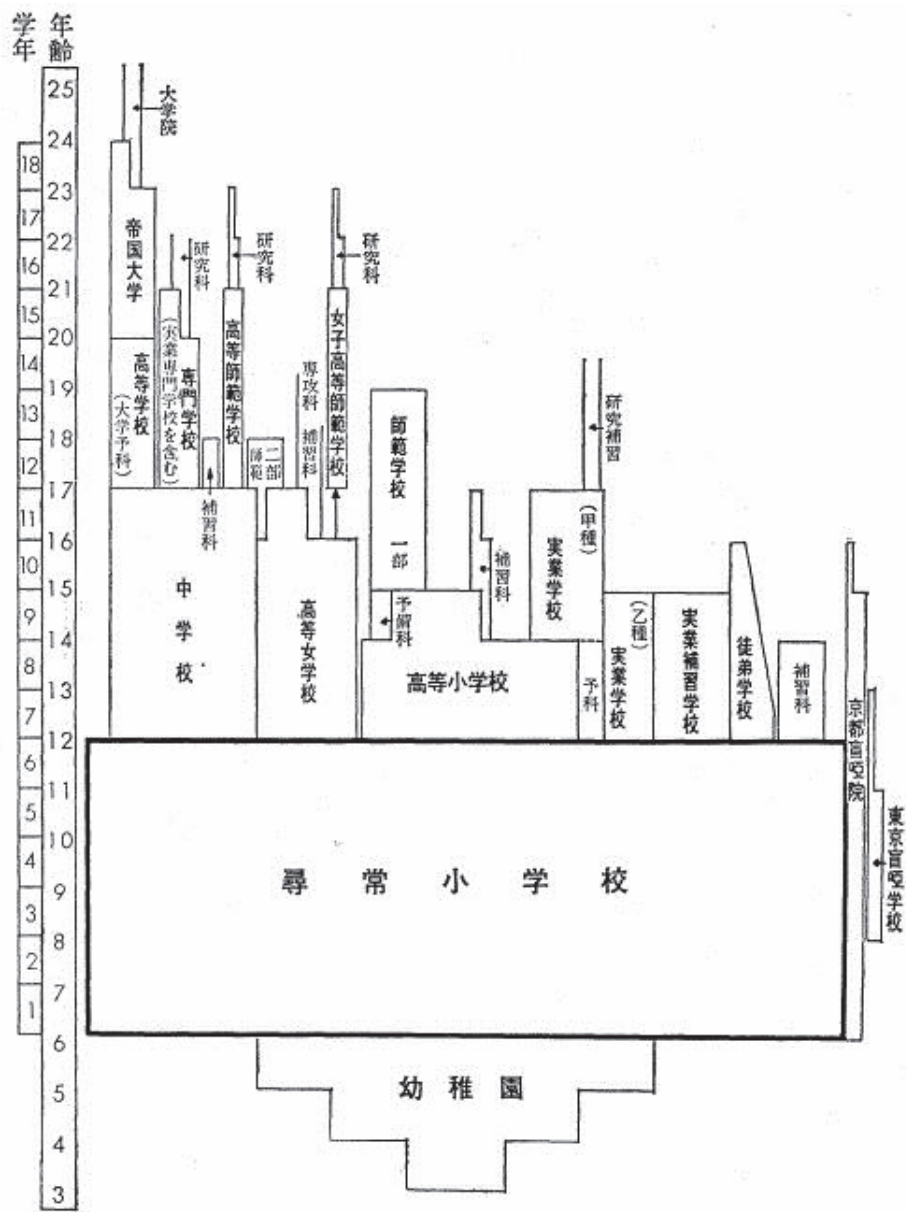 学年
年齢
25
24
23
22
21
20
19
18
17
16
15
14
13
12
11
10
9
8
7
6
5
4
3
18
17
16
15
14
13
12
11
10
9
8
7
6
5
4
3
2
1
大学院
帝国大学
研究科
研究科
研究科
高等学校
(大学予科)
専門学校
(実業専門学校を含む)
補習科
高等師範学校
師範二部
専攻科
補習科
女子高等師範学校
師範学校
一部
研究補習
中学校
高等女学校
予備科
補習科
高等小学校
実業学校
(甲種)
予科
実業学校
(乙種)
実業補習学校
徒弟学校
補習科
京都盲唖院
東京盲唖学校
尋常小学校
幼稚園